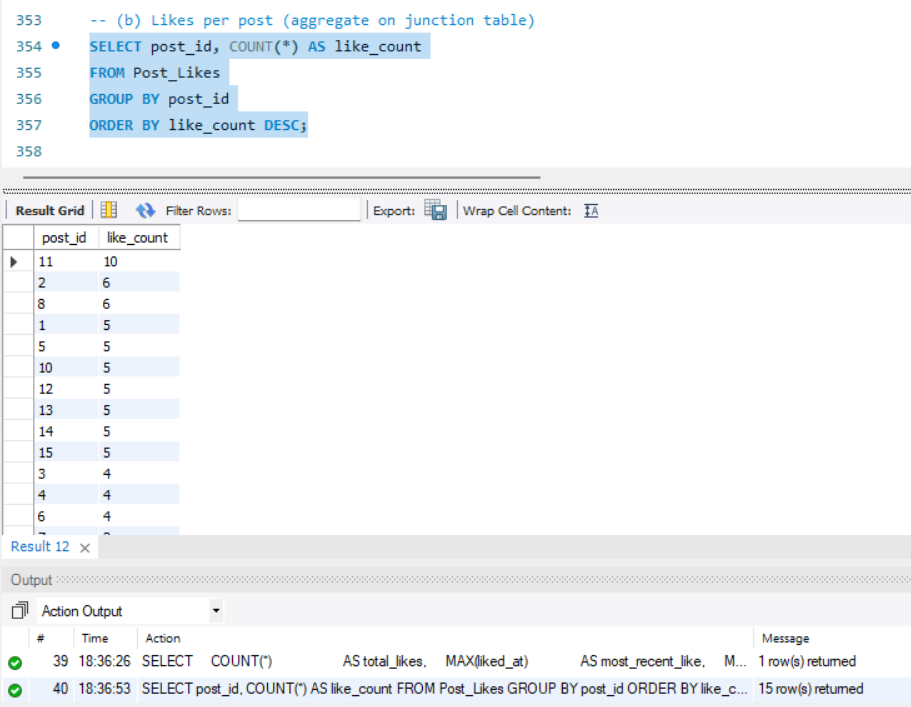 353 -- (b) Likes per post (aggregate on junction table)
354 SELECT post_id, COUNT(*) AS like_count
355 FROM Post_Likes
356 GROUP BY post_id
357 ORDER BY like_count DESC;
358
Result Grid Filter Rows: Export: Wrap Cell Content:
post_id like_count
11 10
2 6
8 6
1 5
5 5
10 5
12 5
13 5
14 5
15 5
3 4
4 4
6 4
Result 12
Output
Action Output
# Time Action Message
39 18:36:26 SELECT COUNT(*) AS total_likes, MAX(liked_at) AS most_recent_like, M... 1 row(s) returned
40 18:36:53 SELECT post_id, COUNT(*) AS like_count FROM Post_Likes GROUP BY post_id ORDER BY like_c... 15 row(s) returned